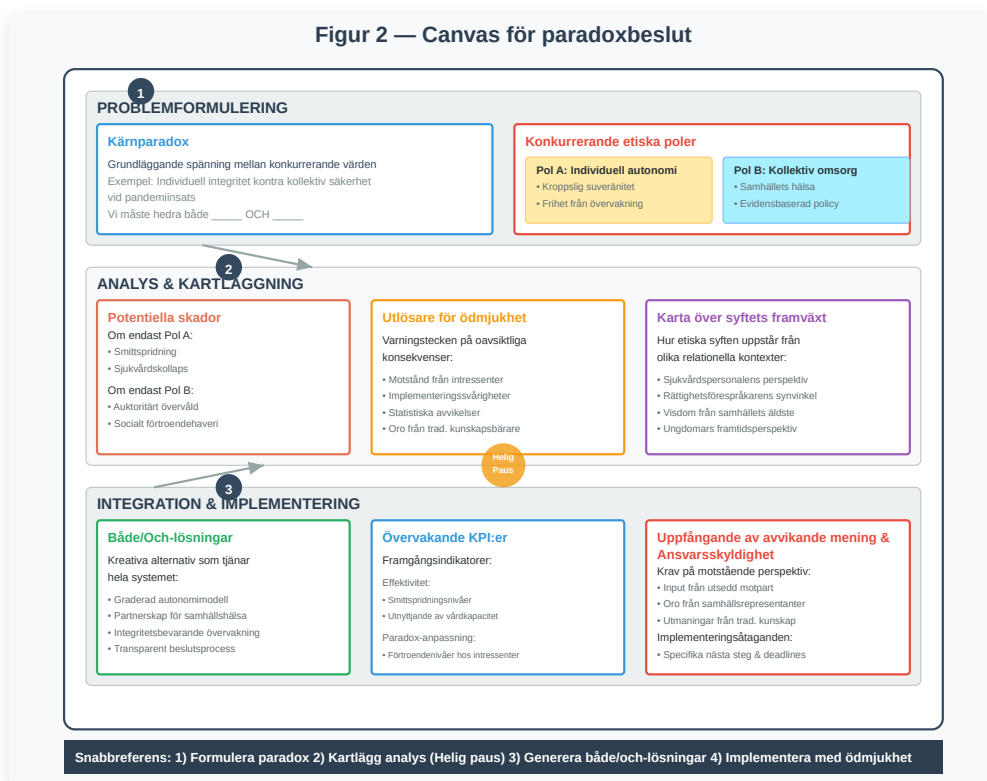 Figur 2 — Canvas för paradoxbeslut
1
PROBLEMFORMULERING
Kärnparadox
Grundläggande spänning mellan konkurrerande värden
Exempel: Individuell integritet kontra kollektiv säkerhet
vid pandemiinsats
Vi måste hedra både _____ OCH _____
Konkurrerande etiska poler
Pol A: Individuell autonomi
• Kroppslig suveränitet
• Frihet från övervakning
Pol B: Kollektiv omsorg
• Samhällets hälsa
• Evidensbaserad policy
2
ANALYS & KARTLÄGGNING
Potentiella skador
Om endast Pol A:
• Smittspridning
• Sjukvårdskollaps
Om endast Pol B:
• Auktoritärt övervåld
• Socialt förtroendehaveri
Utlösare för ödmjukhet
Varningstecken på oavsiktliga
konsekvenser:
• Motstånd från intressenter
• Implementeringssvårigheter
• Statistiska avvikelser
• Oro från trad. kunskapsbärare
Karta över syftets framväxt
Hur etiska syften uppstår från
olika relationella kontexter:
• Sjukvårdspersonalens perspektiv
• Rättighetsförespråkarens synvinkel
• Visdom från samhällets äldste
• Ungdomars framtidsperspektiv
Helig
Paus
3
INTEGRATION & IMPLEMENTERING
Både/Och-lösningar
Kreativa alternativ som tjänar
hela systemet:
• Graderad autonomimodell
• Partnerskap för samhällshälsa
• Integritetsbevarande övervakning
• Transparent beslutsprocess
Övervakande KPI:er
Framgångsindikatorer:
Effektivitet:
• Smittspridningsnivåer
• Utnyttjande av vårdkapacitet
Paradox-anpassning:
• Förtroendenivåer hos intressenter
Uppfångande av avvikande mening &
Ansvarsskyldighet
Krav på motstående perspektiv:
• Input från utsedd motpart
• Oro från samhällsrepresentanter
• Utmaningar från trad. kunskap
Implementeringsåtaganden:
• Specifika nästa steg & deadlines
Snabbreferens: 1) Formulera paradox 2) Kartlägg analys (Helig paus) 3) Generera både/och-lösningar 4) Implementera med ödmjukhet